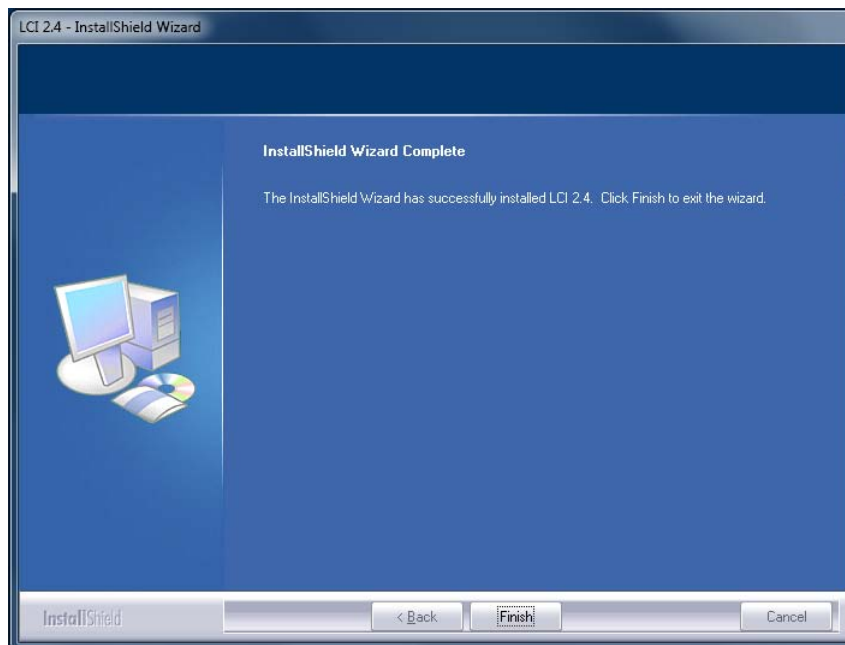 LCI 2.4 - InstallShield Wizard
InstallShield Wizard Complete
The InstallShield Wizard has successfully installed LCI 2.4. Click Finish to exit the wizard.
InstallShield
< Back
Finish
Cancel